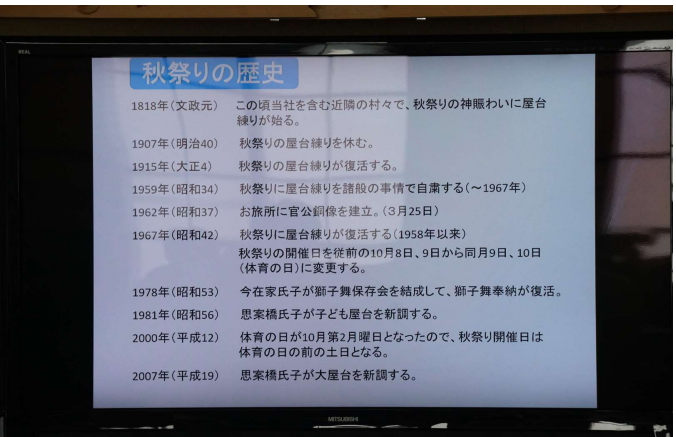 REAL
秋祭りの歴史
1818年(文政元) この頃当社を含む近隣の村々で、秋祭りの神賑わいに屋台
練りが始る。
1907年(明治40) 秋祭りの屋台練りを休む。
1915年(大正4) 秋祭りの屋台練りが復活する。
1959年(昭和34) 秋祭りに屋台練りを諸般の事情で自粛する(～1967年)
1962年(昭和37) お旅所に官公銅像を建立。(3月25日)
1967年(昭和42) 秋祭りに屋台練りが復活する(1958年以来)
秋祭りの開催日を従前の10月8日、9日から同月9日、10日
(体育の日)に変更する。
1978年(昭和53) 今在家氏子が獅子舞保存会を結成して、獅子舞奉納が復活。
1981年(昭和56) 思案橋氏子が子ども屋台を新調する。
2000年(平成12) 体育の日が10月第2月曜日となったので、秋祭り開催日は
体育の日の前の土日となる。
2007年(平成19) 思案橋氏子が大屋台を新調する。
MITSUBISHI